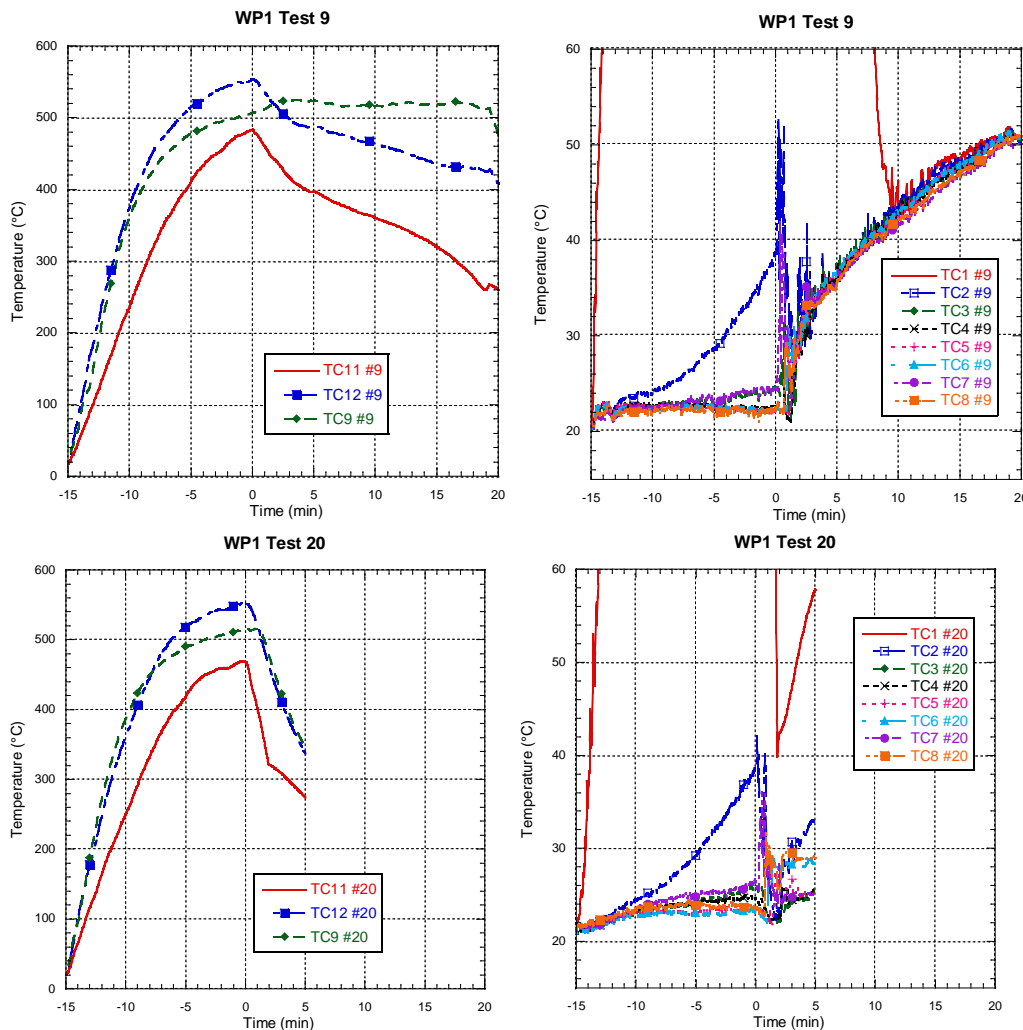 WP1 Test 9
600
500
400
300
200
100
0
-15 -10 -5 0 5 10 15 20
Temperature (°C)
Time (min)
TC11 #9
TC12 #9
TC9 #9
WP1 Test 9
60
50
40
30
20
-15 -10 -5 0 5 10 15 20
Temperature (°C)
Time (min)
TC1 #9
TC2 #9
TC3 #9
TC4 #9
TC5 #9
TC6 #9
TC7 #9
TC8 #9
WP1 Test 20
600
500
400
300
200
100
0
-15 -10 -5 0 5 10 15 20
Temperature (°C)
Time (min)
TC11 #20
TC12 #20
TC9 #20
WP1 Test 20
60
50
40
30
20
-15 -10 -5 0 5 10 15 20
Temperature (°C)
Time (min)
TC1 #20
TC2 #20
TC3 #20
TC4 #20
TC5 #20
TC6 #20
TC7 #20
TC8 #20